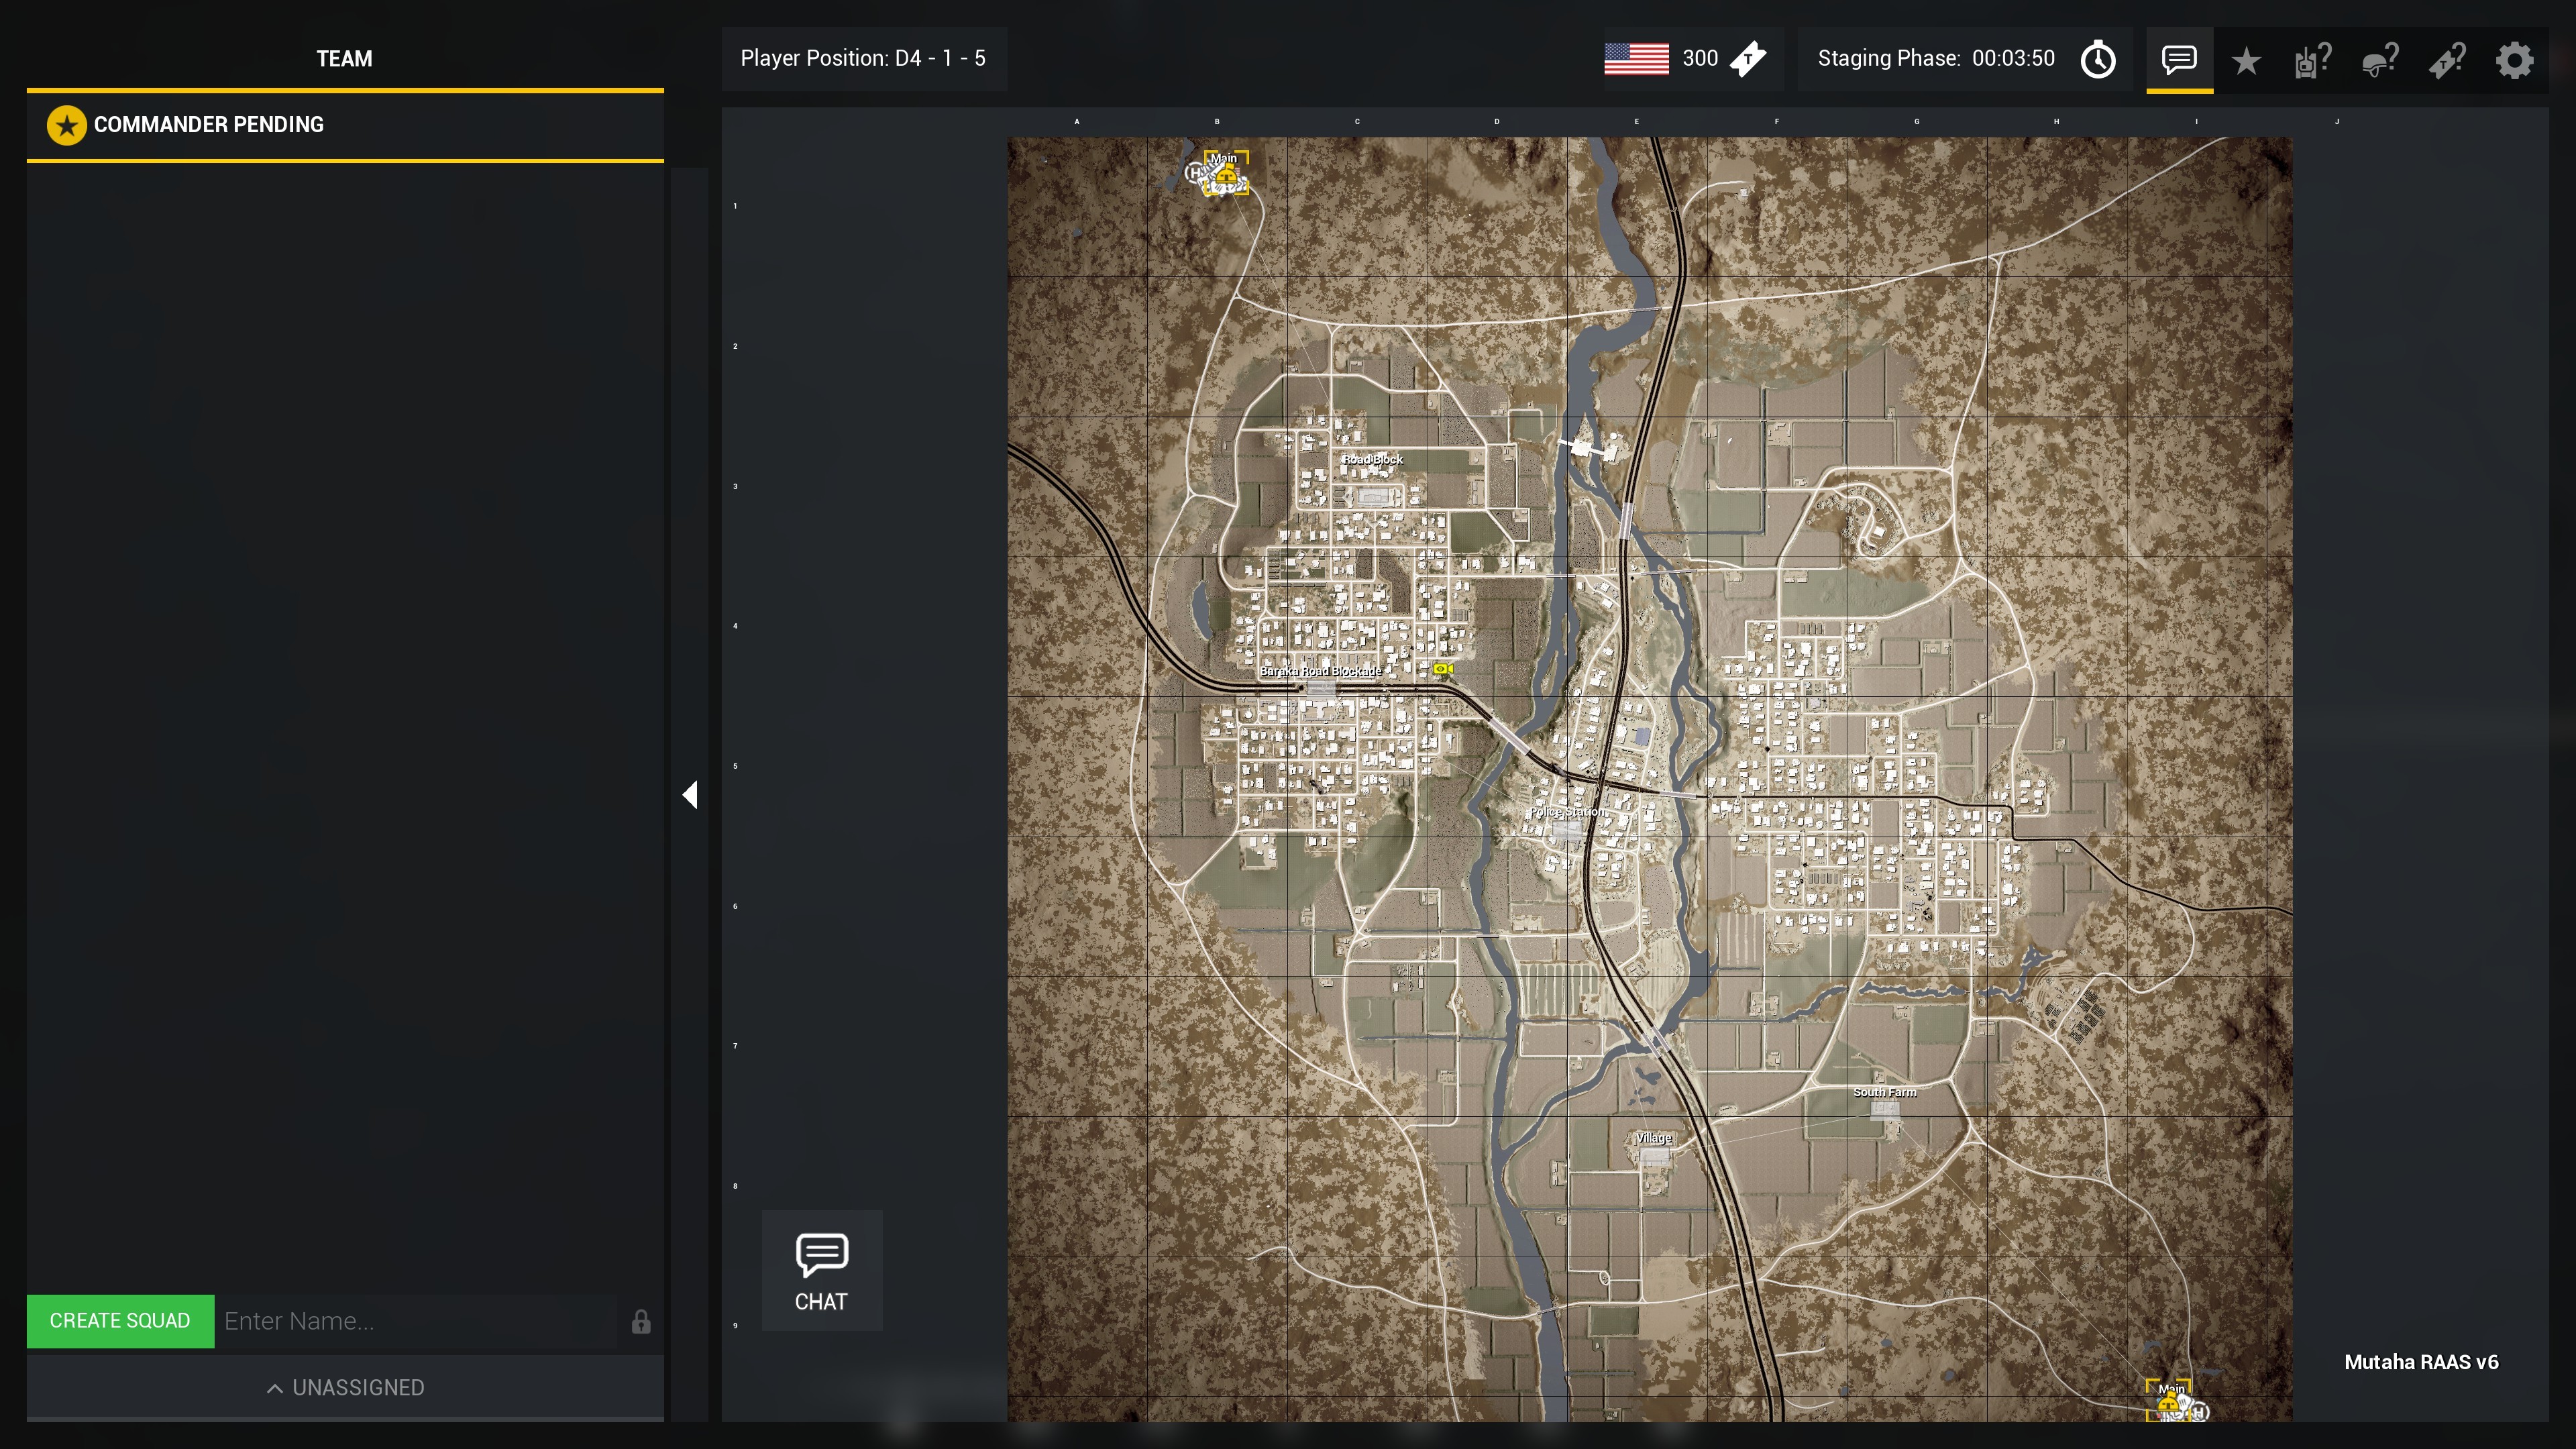 TEAM
Player Position: D4 - 1 - 5
300
T
Staging Phase: 00:03:50
COMMANDER PENDING
A B C D E F G H I J
Main
H
1
2
Road Block
3
4
Baraka Road Blockade
5
Police Station
6
7
South Farm
Village
8
CHAT
9
CREATE SQUAD
Enter Name...
Mutaha RAAS v6
UNASSIGNED
Main
H